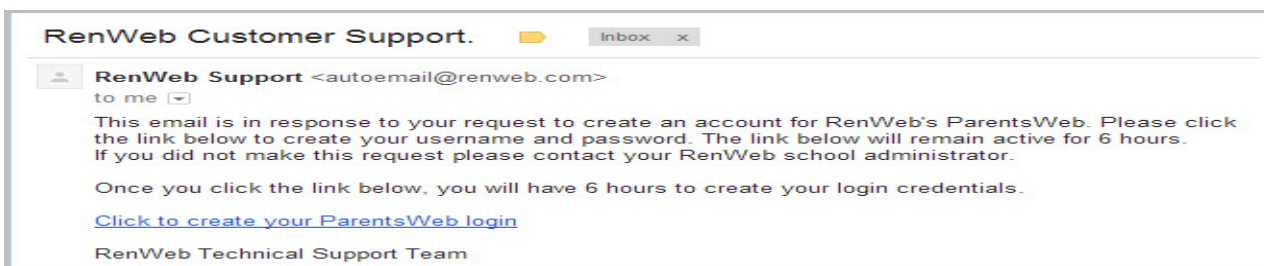 RenWeb Customer Support.
Inbox x
RenWeb Support <autoemail@renweb.com>
to me
This email is in response to your request to create an account for RenWeb's ParentsWeb. Please click
the link below to create your username and password. The link below will remain active for 6 hours.
If you did not make this request please contact your RenWeb school administrator.
Once you click the link below, you will have 6 hours to create your login credentials.
Click to create your ParentsWeb login
RenWeb Technical Support Team